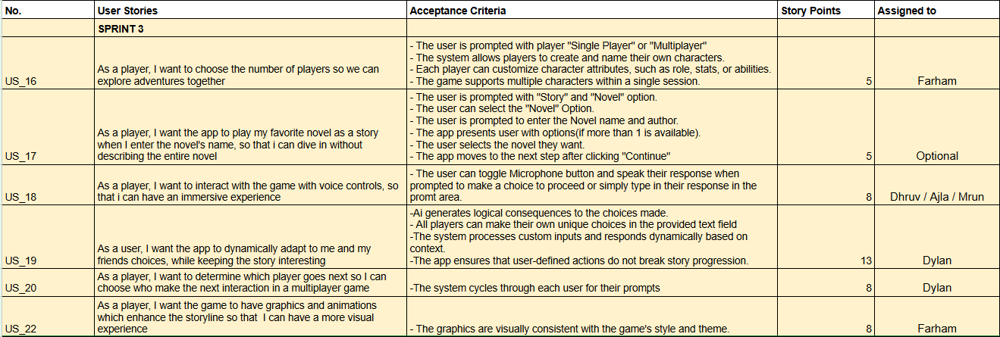 No. User Stories Acceptance Criteria Story Points Assigned to
SPRINT 3
US_16
As a player, I want to choose the number of players so we can
explore adventures together
- The user is prompted with player "Single Player" or "Multiplayer"
- The system allows players to create and name their own characters.
- Each player can customize character attributes, such as role, stats, or abilities.
- The game supports multiple characters within a single session.
5
Farham
US_17
As a player, I want the app to play my favorite novel as a story
when I enter the novel's name, so that i can dive in without
describing the entire novel
- The user is prompted with "Story" and "Novel" option.
- The user can select the "Novel" Option.
- The user is prompted to enter the Novel name and author.
- The app presents user with options(if more than 1 is available).
- The user selects the novel they want.
- The app moves to the next step after clicking "Continue"
5
Optional
US_18
As a player, I want to interact with the game with voice controls, so
that i can have an immersive experience
- The user can toggle Microphone button and speak their response when
prompted to make a choice to proceed or simply type in their response in the
promt area.
8
Dhruv / Ajla / Mrun
US_19
As a user, I want the app to dynamically adapt to me and my
friends choices, while keeping the story interesting
-Ai generates logical consequences to the choices made.
- All players can make their own unique choices in the provided text field
-The system processes custom inputs and responds dynamically based on
context.
-The app ensures that user-defined actions do not break story progression.
13
Dylan
US_20
As a player, I want to determine which player goes next so I can
choose who make the next interaction in a multiplayer game
-The system cycles through each user for their prompts
8
Dylan
US_22
As a player, I want the game to have graphics and animations
which enhance the storyline so that  I can have a more visual
experience
- The graphics are visually consistent with the game's style and theme.
8
Farham